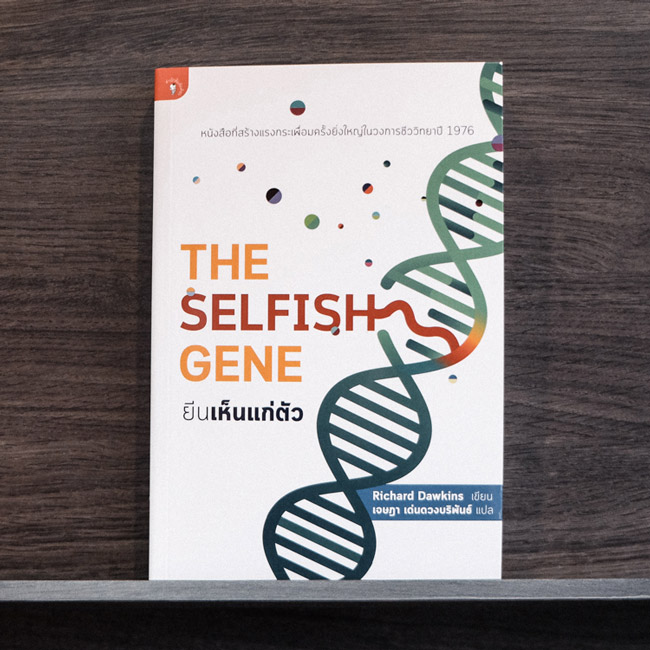 หนังสือที่สร้างแรงกระเพื่อมครั้งยิ่งใหญ่ในวงการชีววิทยาปี 1976
THE
SELFISH
GENE
ยีนเห็นแก่ตัว
Richard Dawkins เขียน
เจษฎา เด่นดวงบริพันธ์ แปล